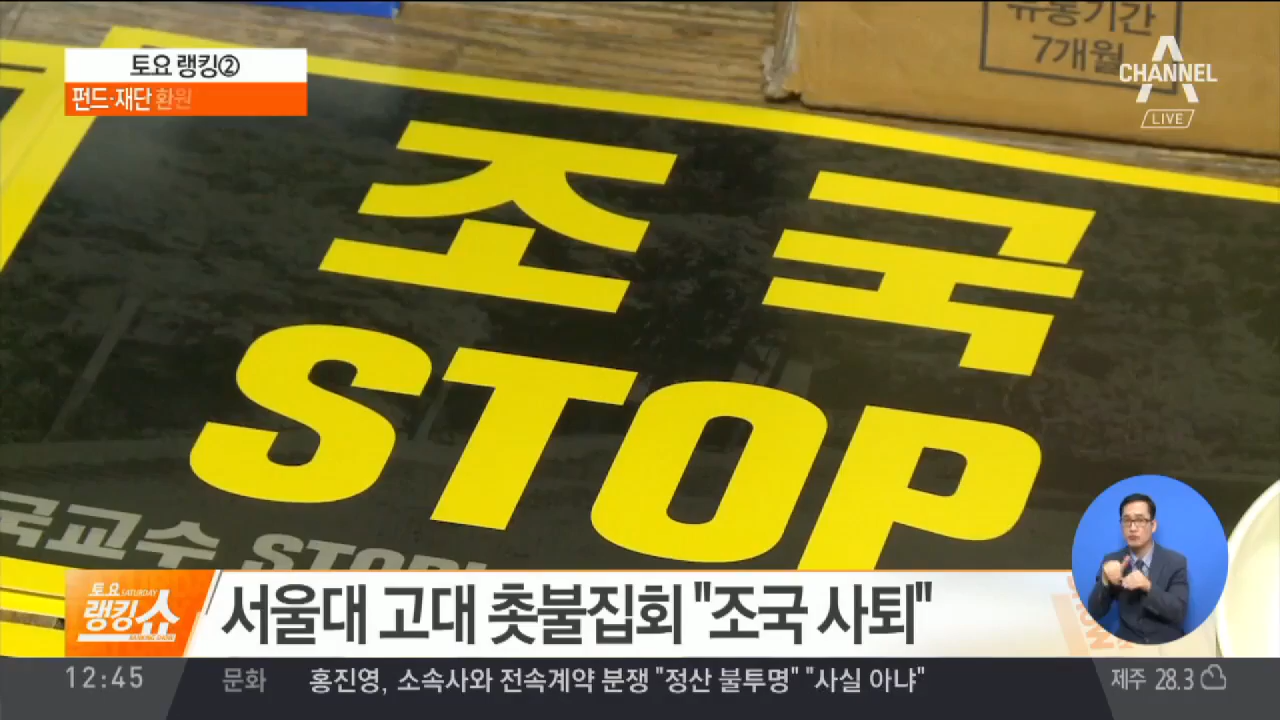 토요 랭킹②
펀드·재단 환원
유통기간
7개월
CHANNEL A
LIVE
조국
STOP
국교수 STOP!
토요 SATURDAY
랭킹쇼
RANKING SHOW
서울대 고대 촛불집회 "조국 사퇴"
12:45 문화 홍진영, 소속사와 전속계약 분쟁 "정산 불투명" "사실 아냐" 제주 28.3